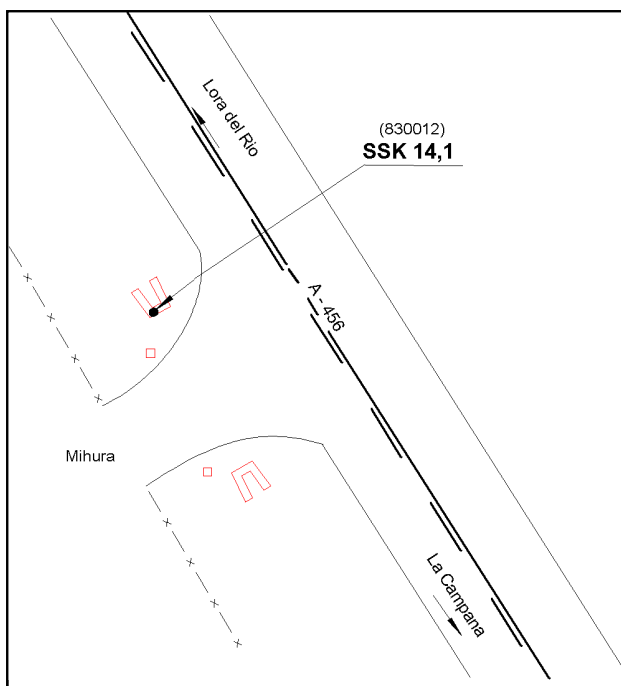 Lora del Rio
(830012)
SSK 14,1
A - 456
Mihura
La Campana